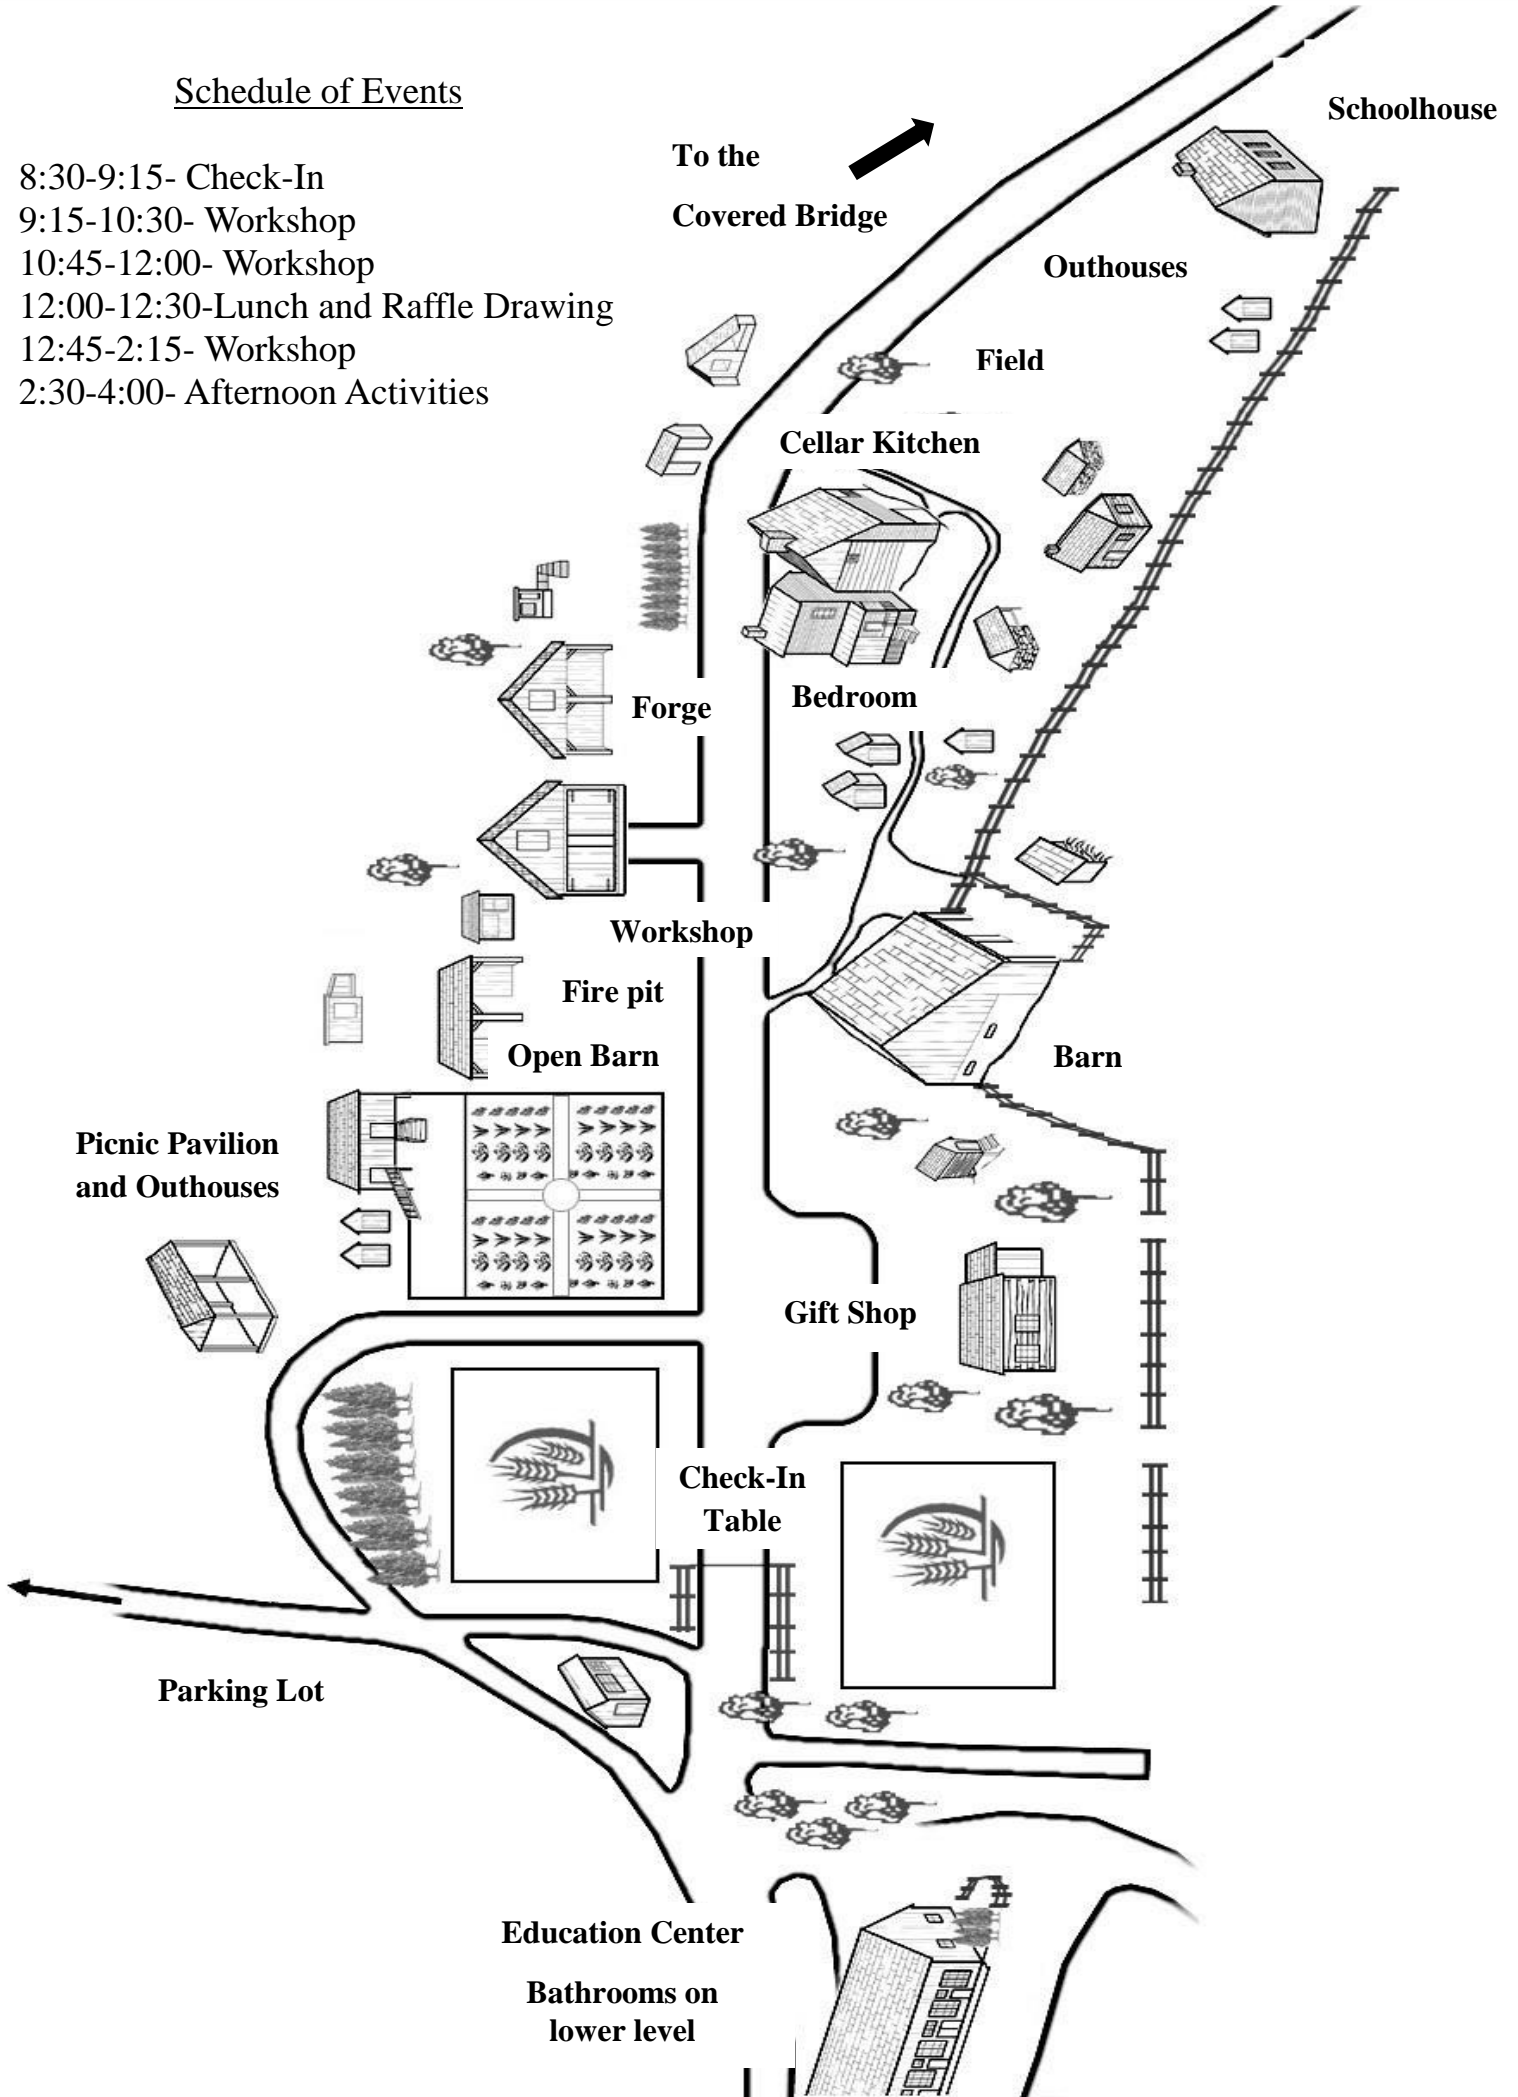 Schedule of Events
8:30-9:15- Check-In
9:15-10:30- Workshop
10:45-12:00- Workshop
12:00-12:30-Lunch and Raffle Drawing
12:45-2:15- Workshop
2:30-4:00- Afternoon Activities
To the
Covered Bridge
Schoolhouse
Outhouses
Field
Cellar Kitchen
Forge
Bedroom
Workshop
Fire pit
Open Barn
Barn
Picnic Pavilion
and Outhouses
Gift Shop
Check-In
Table
Parking Lot
Education Center
Bathrooms on
lower level